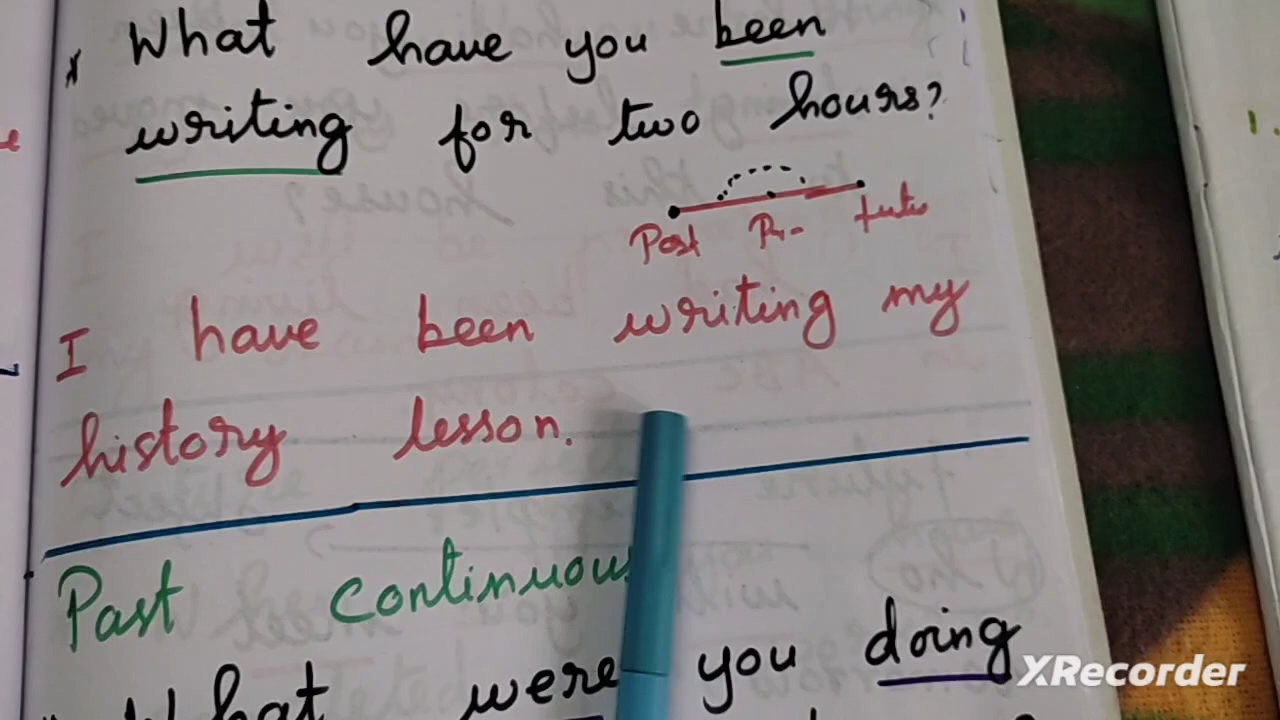 * What have you been
writing for two hours?
Past Pr- futu
I have been writing my
history lesson.
Past continuous
What were you doing
XRecorder